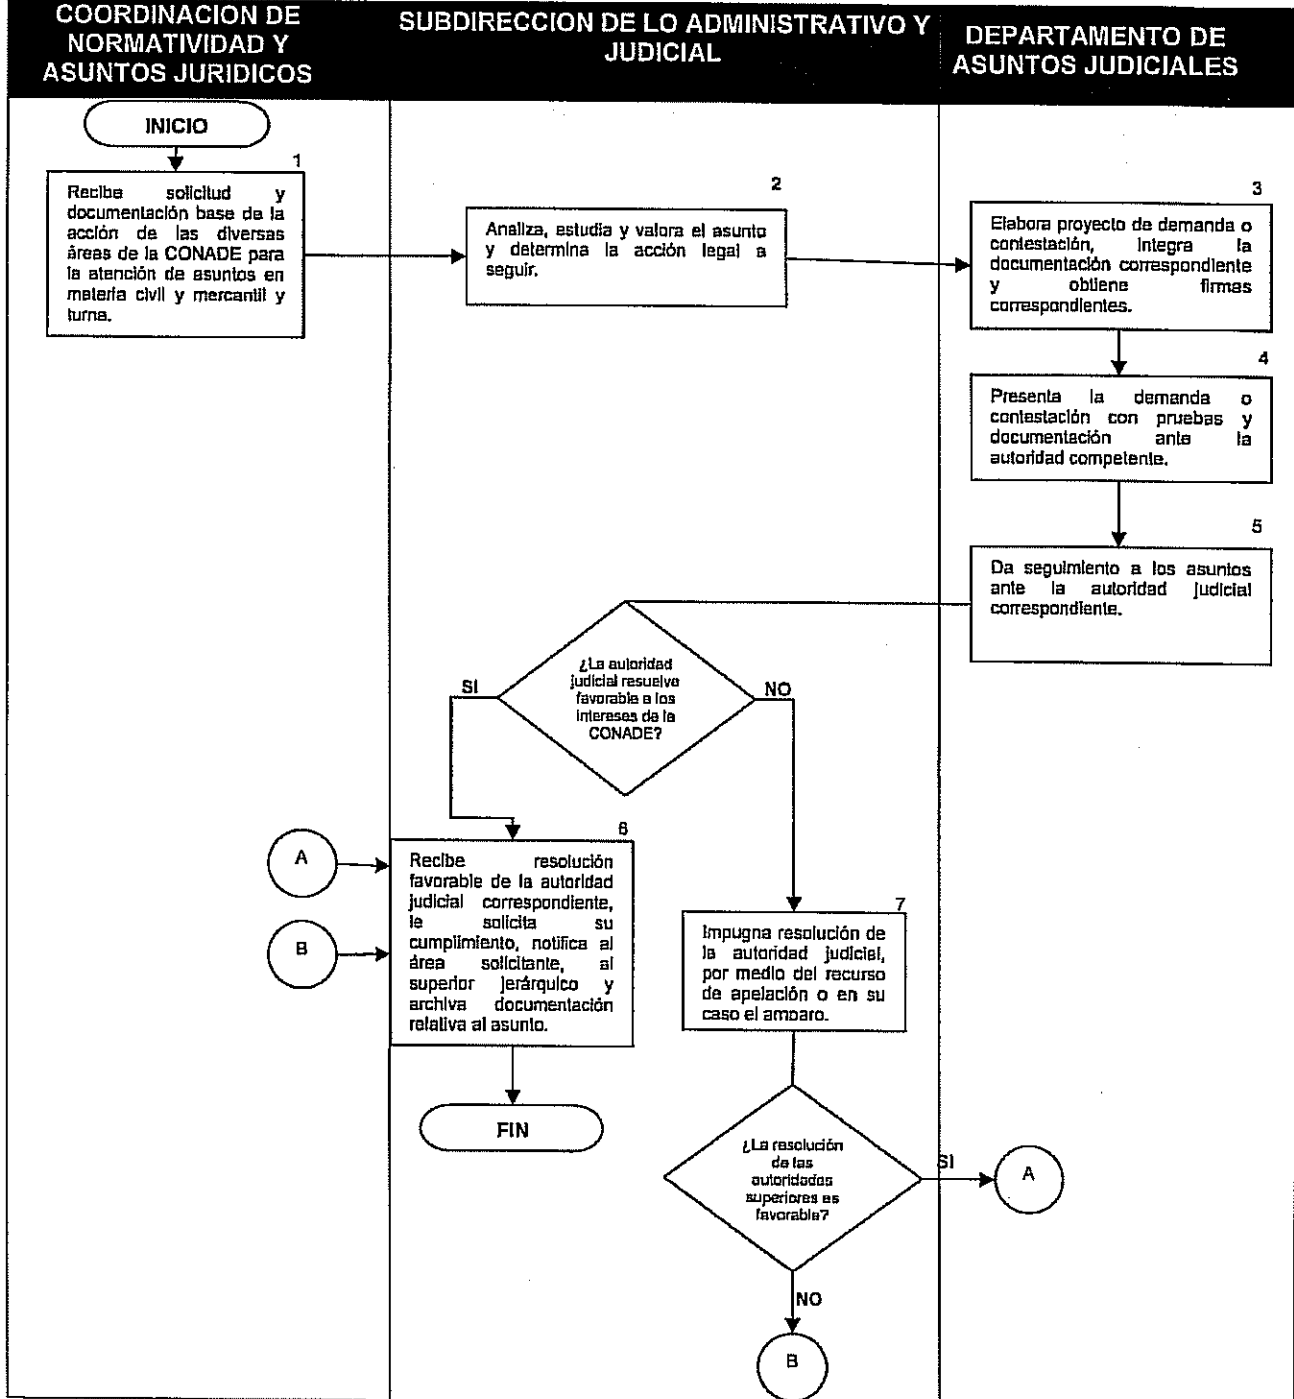 COORDINACION DE
NORMATIVIDAD Y
ASUNTOS JURIDICOS
SUBDIRECCION DE LO ADMINISTRATIVO Y
JUDICIAL
DEPARTAMENTO DE
ASUNTOS JUDICIALES
INICIO
1
Recibe solicitud y
documentación base de la
acción de las diversas
áreas de la CONADE para
la atención de asuntos en
materia civil y mercantil y
turna.
2
Analiza, estudia y valora el asunto
y determina la acción legal a
seguir.
3
Elabora proyecto de demanda o
contestación, integra la
documentación correspondiente
y obtiene firmas
correspondientes.
4
Presenta la demanda o
contestación con pruebas y
documentación ante la
autoridad competente.
5
Da seguimiento a los asuntos
ante la autoridad judicial
correspondiente.
¿La autoridad
judicial resuelve
favorable a los
intereses de la
CONADE?
SI
NO
6
A
B
Recibe resolución
favorable de la autoridad
judicial correspondiente,
le solicita su
cumplimiento, notifica al
área solicitante, al
superior jerárquico y
archiva documentación
relativa al asunto.
FIN
7
Impugna resolución de
la autoridad judicial,
por medio del recurso
de apelación o en su
caso el amparo.
¿La resolución
de las
autoridades
superiores es
favorable?
SI
A
NO
B